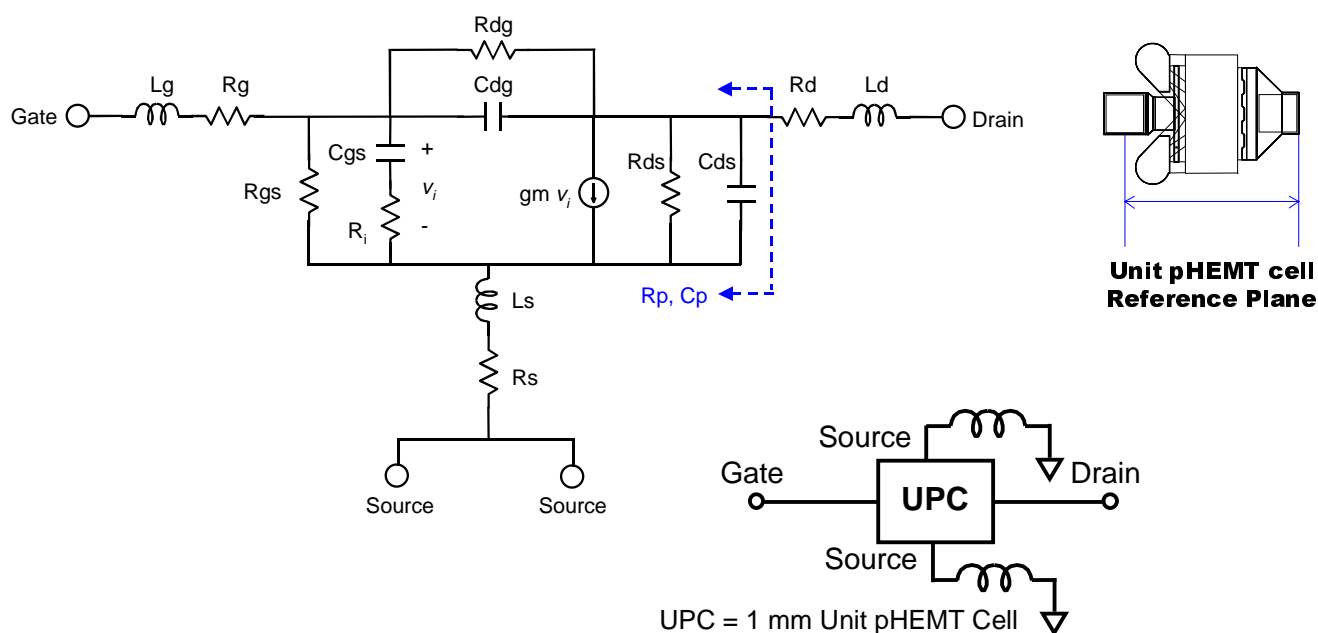 Rdg
Lg
Rg
Cdg
Rd
Ld
Gate
Drain
Cgs
+
vi
-
Rgs
Ri
gm vi
Rds
Cds
Rp, Cp
Ls
Rs
Source
Source
Unit pHEMT cell
Reference Plane
Source
Gate
Drain
UPC
Source
UPC = 1 mm Unit pHEMT Cell